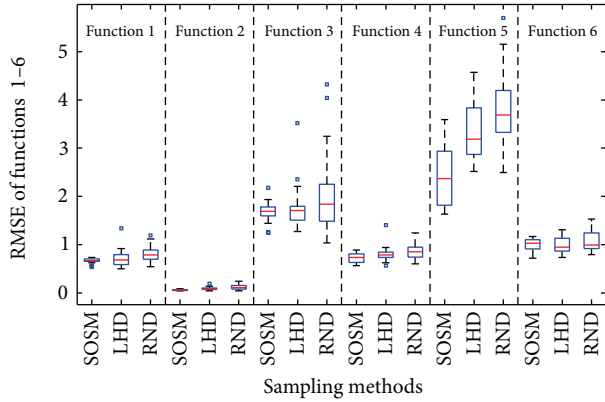 RMSE of functions 1–6
5
4
3
2
1
0
Function 1
Function 2
Function 3
Function 4
Function 5
Function 6
SOSM
LHD
RND
SOSM
LHD
RND
SOSM
LHD
RND
SOSM
LHD
RND
SOSM
LHD
RND
SOSM
LHD
RND
Sampling methods